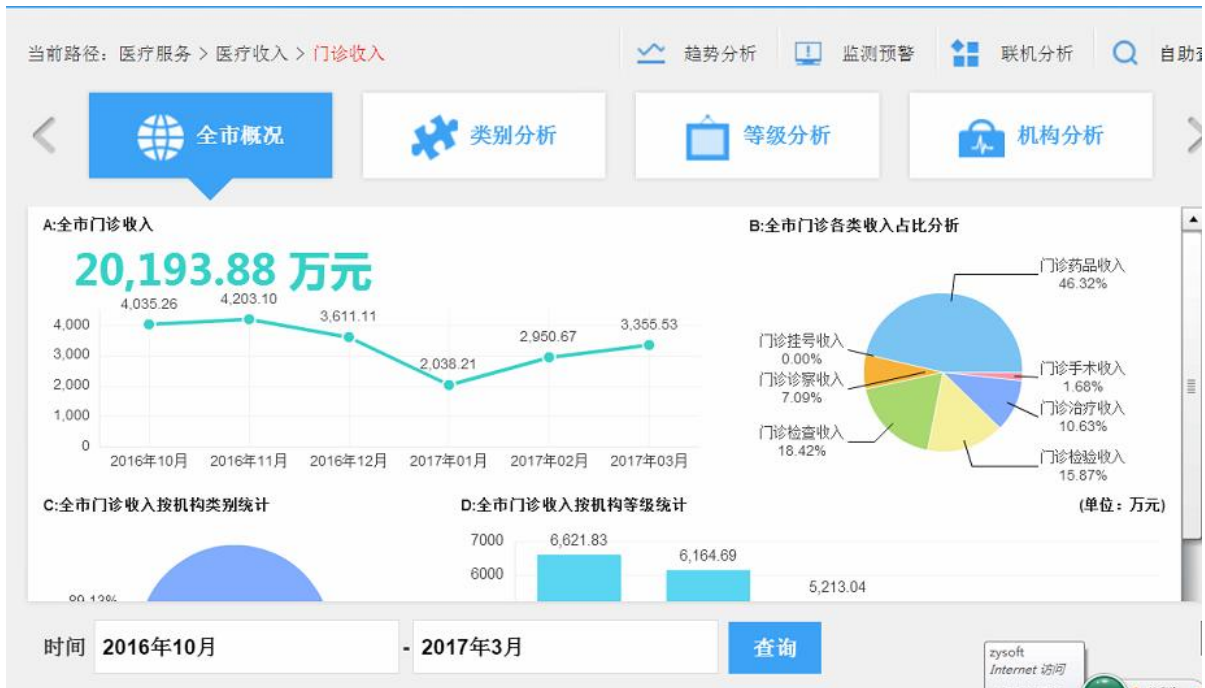 当前路径：医疗服务 > 医疗收入 > 门诊收入
趋势分析
监测预警
联机分析
自助
全市概况
类别分析
等级分析
机构分析
A:全市门诊收入
20,193.88 万元
4,035.26
4,203.10
3,611.11
2,038.21
2,950.67
3,355.53
4,000
3,000
2,000
1,000
0
2016年10月
2016年11月
2016年12月
2017年01月
2017年02月
2017年03月
B:全市门诊各类收入占比分析
门诊药品收入
46.32%
门诊挂号收入
0.00%
门诊诊察收入
7.09%
门诊检查收入
18.42%
门诊手术收入
1.68%
门诊治疗收入
10.63%
门诊检验收入
15.87%
C:全市门诊收入按机构类别统计
89.13%
D:全市门诊收入按机构等级统计
(单位：万元)
7000
6000
6,621.83
6,164.69
5,213.04
时间
2016年10月
-
2017年3月
查询
zysoft
Internet 访问